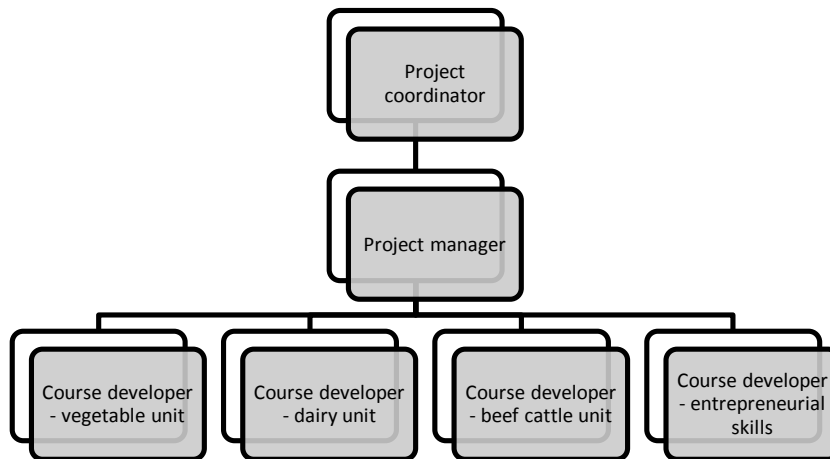 Project
coordinator
Project manager
Course developer
- vegetable unit
Course developer
- dairy unit
Course developer
- beef cattle unit
Course developer
- entrepreneurial
skills